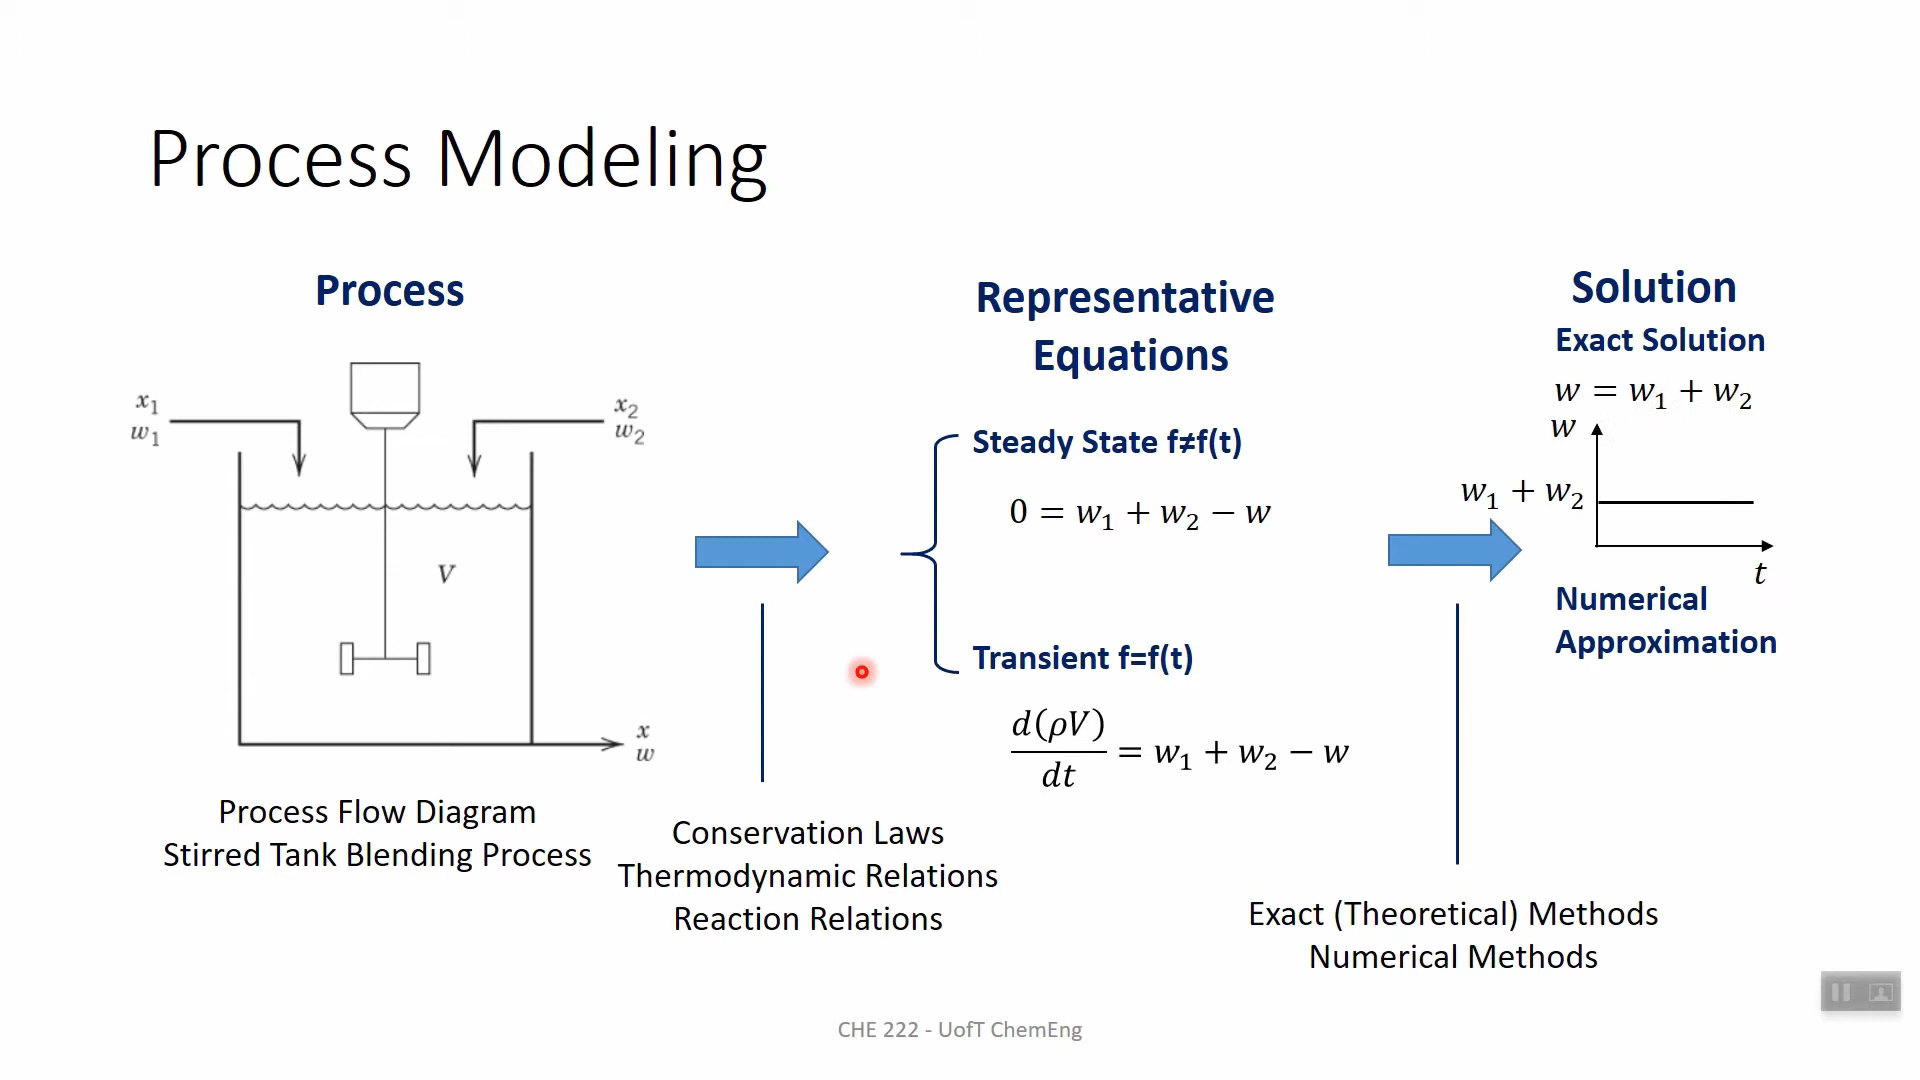 Process Modeling
Process
x₁
w₁
x₂
w₂
V
x
w
Process Flow Diagram
Stirred Tank Blending Process
Conservation Laws
Thermodynamic Relations
Reaction Relations
Representative
Equations
Steady State f≠f(t)
0 = w₁ + w₂ − w
Transient f=f(t)
d(ρV)/dt = w₁ + w₂ − w
Solution
Exact Solution
w = w₁ + w₂
w
w₁ + w₂
t
Numerical
Approximation
Exact (Theoretical) Methods
Numerical Methods
CHE 222 - UofT ChemEng